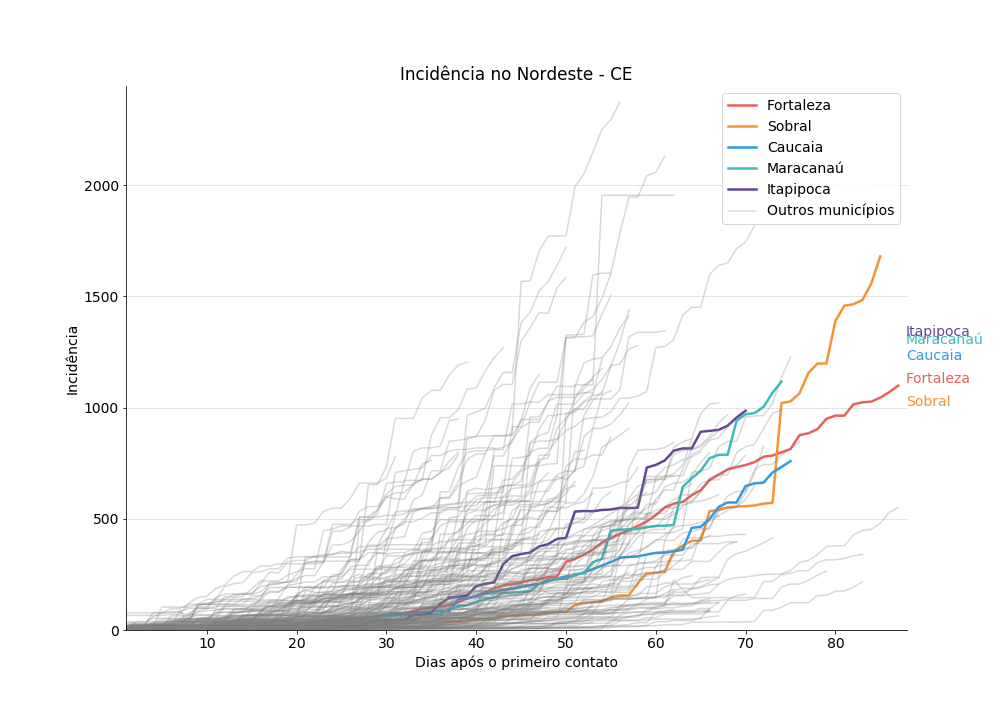 Incidência no Nordeste - CE
Fortaleza
Sobral
Caucaia
Maracanaú
Itapipoca
Outros municípios
2000
1500
1000
500
0
Incidência
Itapipoca
Maracanaú
Caucaia
Fortaleza
Sobral
10 20 30 40 50 60 70 80
Dias após o primeiro contato